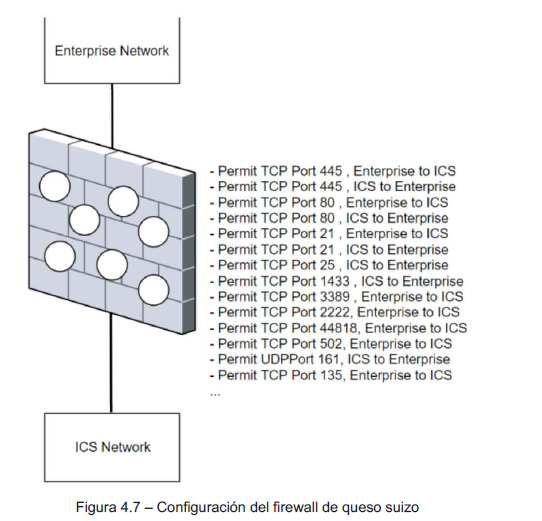 Enterprise Network
- Permit TCP Port 445 , Enterprise to ICS
- Permit TCP Port 445 , ICS to Enterprise
- Permit TCP Port 80 , Enterprise to ICS
- Permit TCP Port 80 , ICS to Enterprise
- Permit TCP Port 21 , Enterprise to ICS
- Permit TCP Port 21 , ICS to Enterprise
- Permit TCP Port 25 , ICS to Enterprise
- Permit TCP Port 1433 , ICS to Enterprise
- Permit TCP Port 3389 , Enterprise to ICS
- Permit TCP Port 2222, Enterprise to ICS
- Permit TCP Port 44818, Enterprise to ICS
- Permit TCP Port 502, Enterprise to ICS
- Permit UDPPort 161, ICS to Enterprise
- Permit TCP Port 135, Enterprise to ICS
...
ICS Network
Figura 4.7 – Configuración del firewall de queso suizo